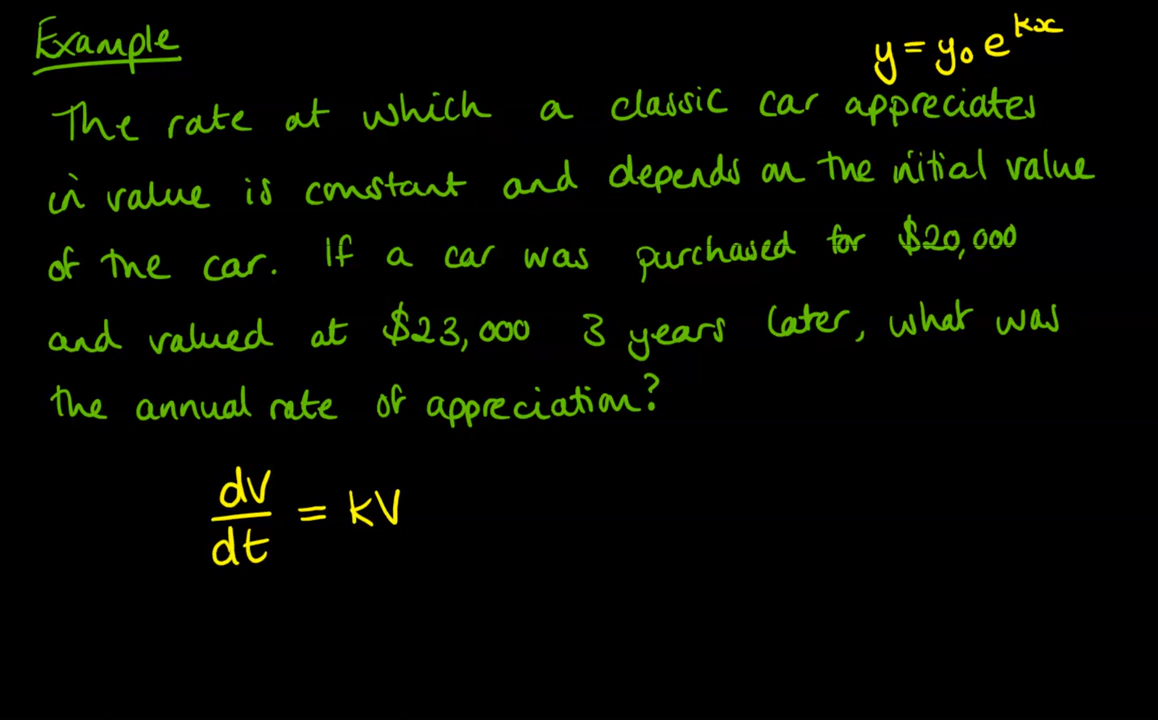 Example
y = y₀ e^{kx}
The rate at which a classic car appreciates
in value is constant and depends on the initial value
of the car. If a car was purchased for $20,000
and valued at $23,000 3 years later, what was
the annual rate of appreciation?
dv/dt = kV